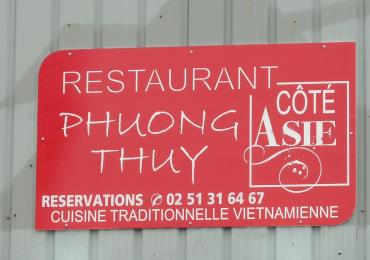 RESTAURANT
PHUONG
THUY
CÔTÉ
ASIE
RESERVATIONS ✆ 02 51 31 64 67
CUISINE TRADITIONNELLE VIETNAMIENNE